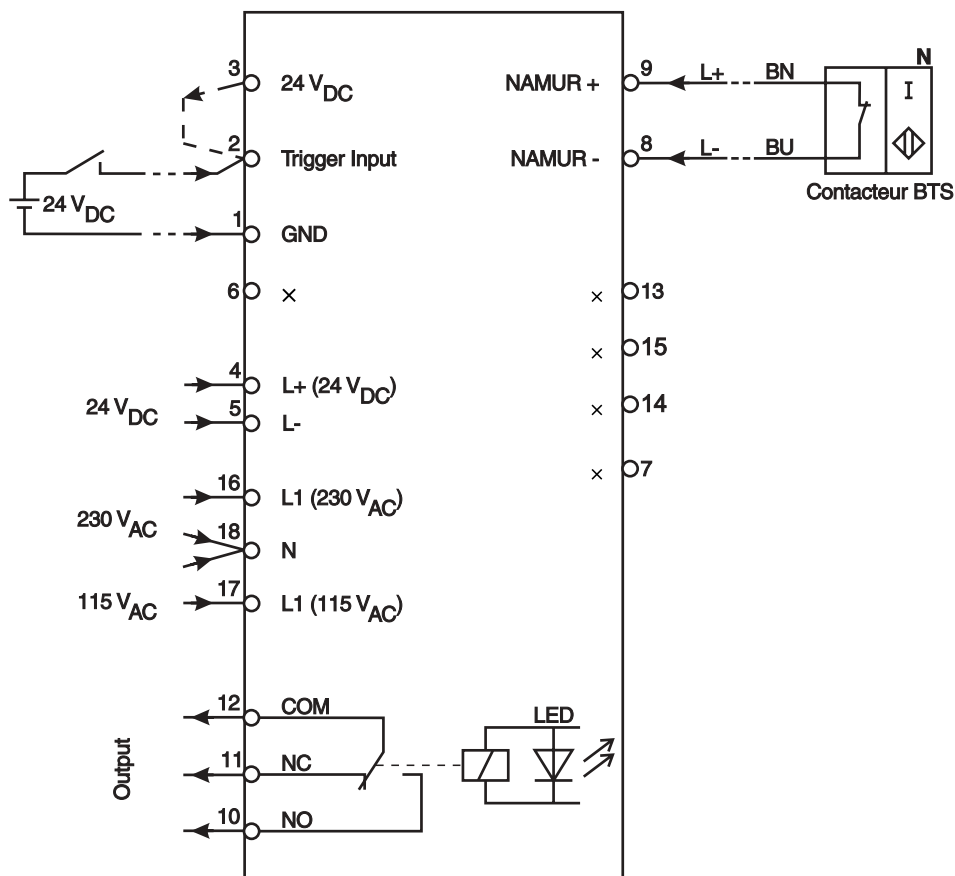 3
24 VDC
2
Trigger Input
24 VDC
1
GND
6
×
4
L+ (24 VDC)
24 VDC
5
L-
16
L1 (230 VAC)
230 VAC
18
N
115 VAC
17
L1 (115 VAC)
12
COM
Output
11
NC
10
NO
LED
NAMUR +
9
L+
BN
N
I
NAMUR -
8
L-
BU
Contacteur BTS
×
13
×
15
×
14
×
7